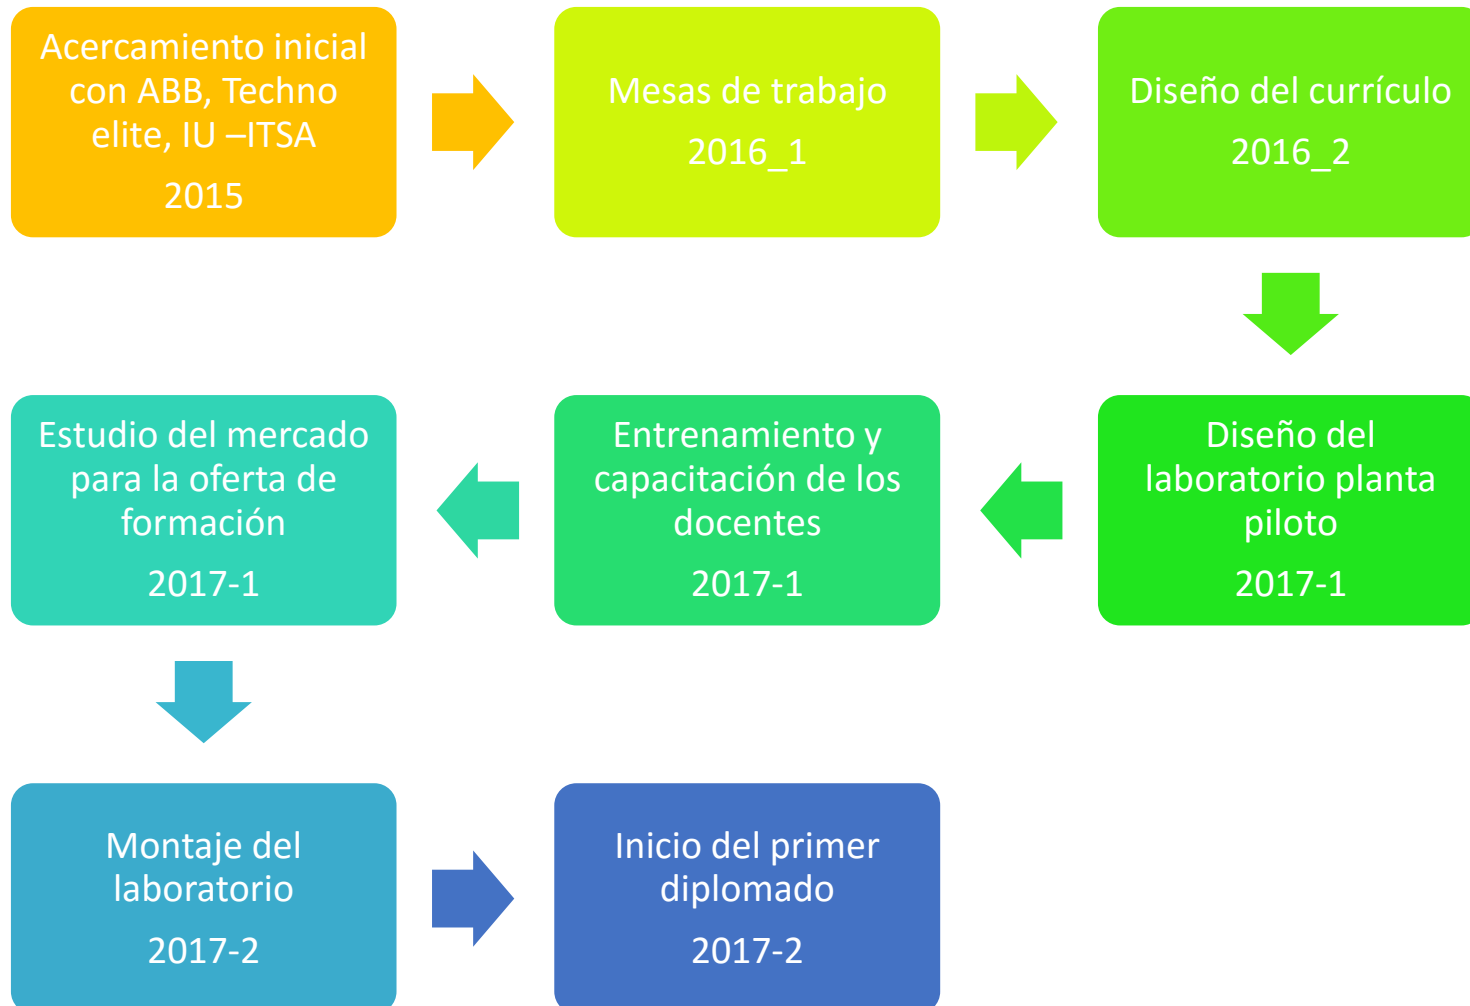 Acercamiento inicial
con ABB, Techno
elite, IU –ITSA
2015
Mesas de trabajo
2016_1
Diseño del currículo
2016_2
Diseño del
laboratorio planta
piloto
2017-1
Entrenamiento y
capacitación de los
docentes
2017-1
Estudio del mercado
para la oferta de
formación
2017-1
Montaje del
laboratorio
2017-2
Inicio del primer
diplomado
2017-2